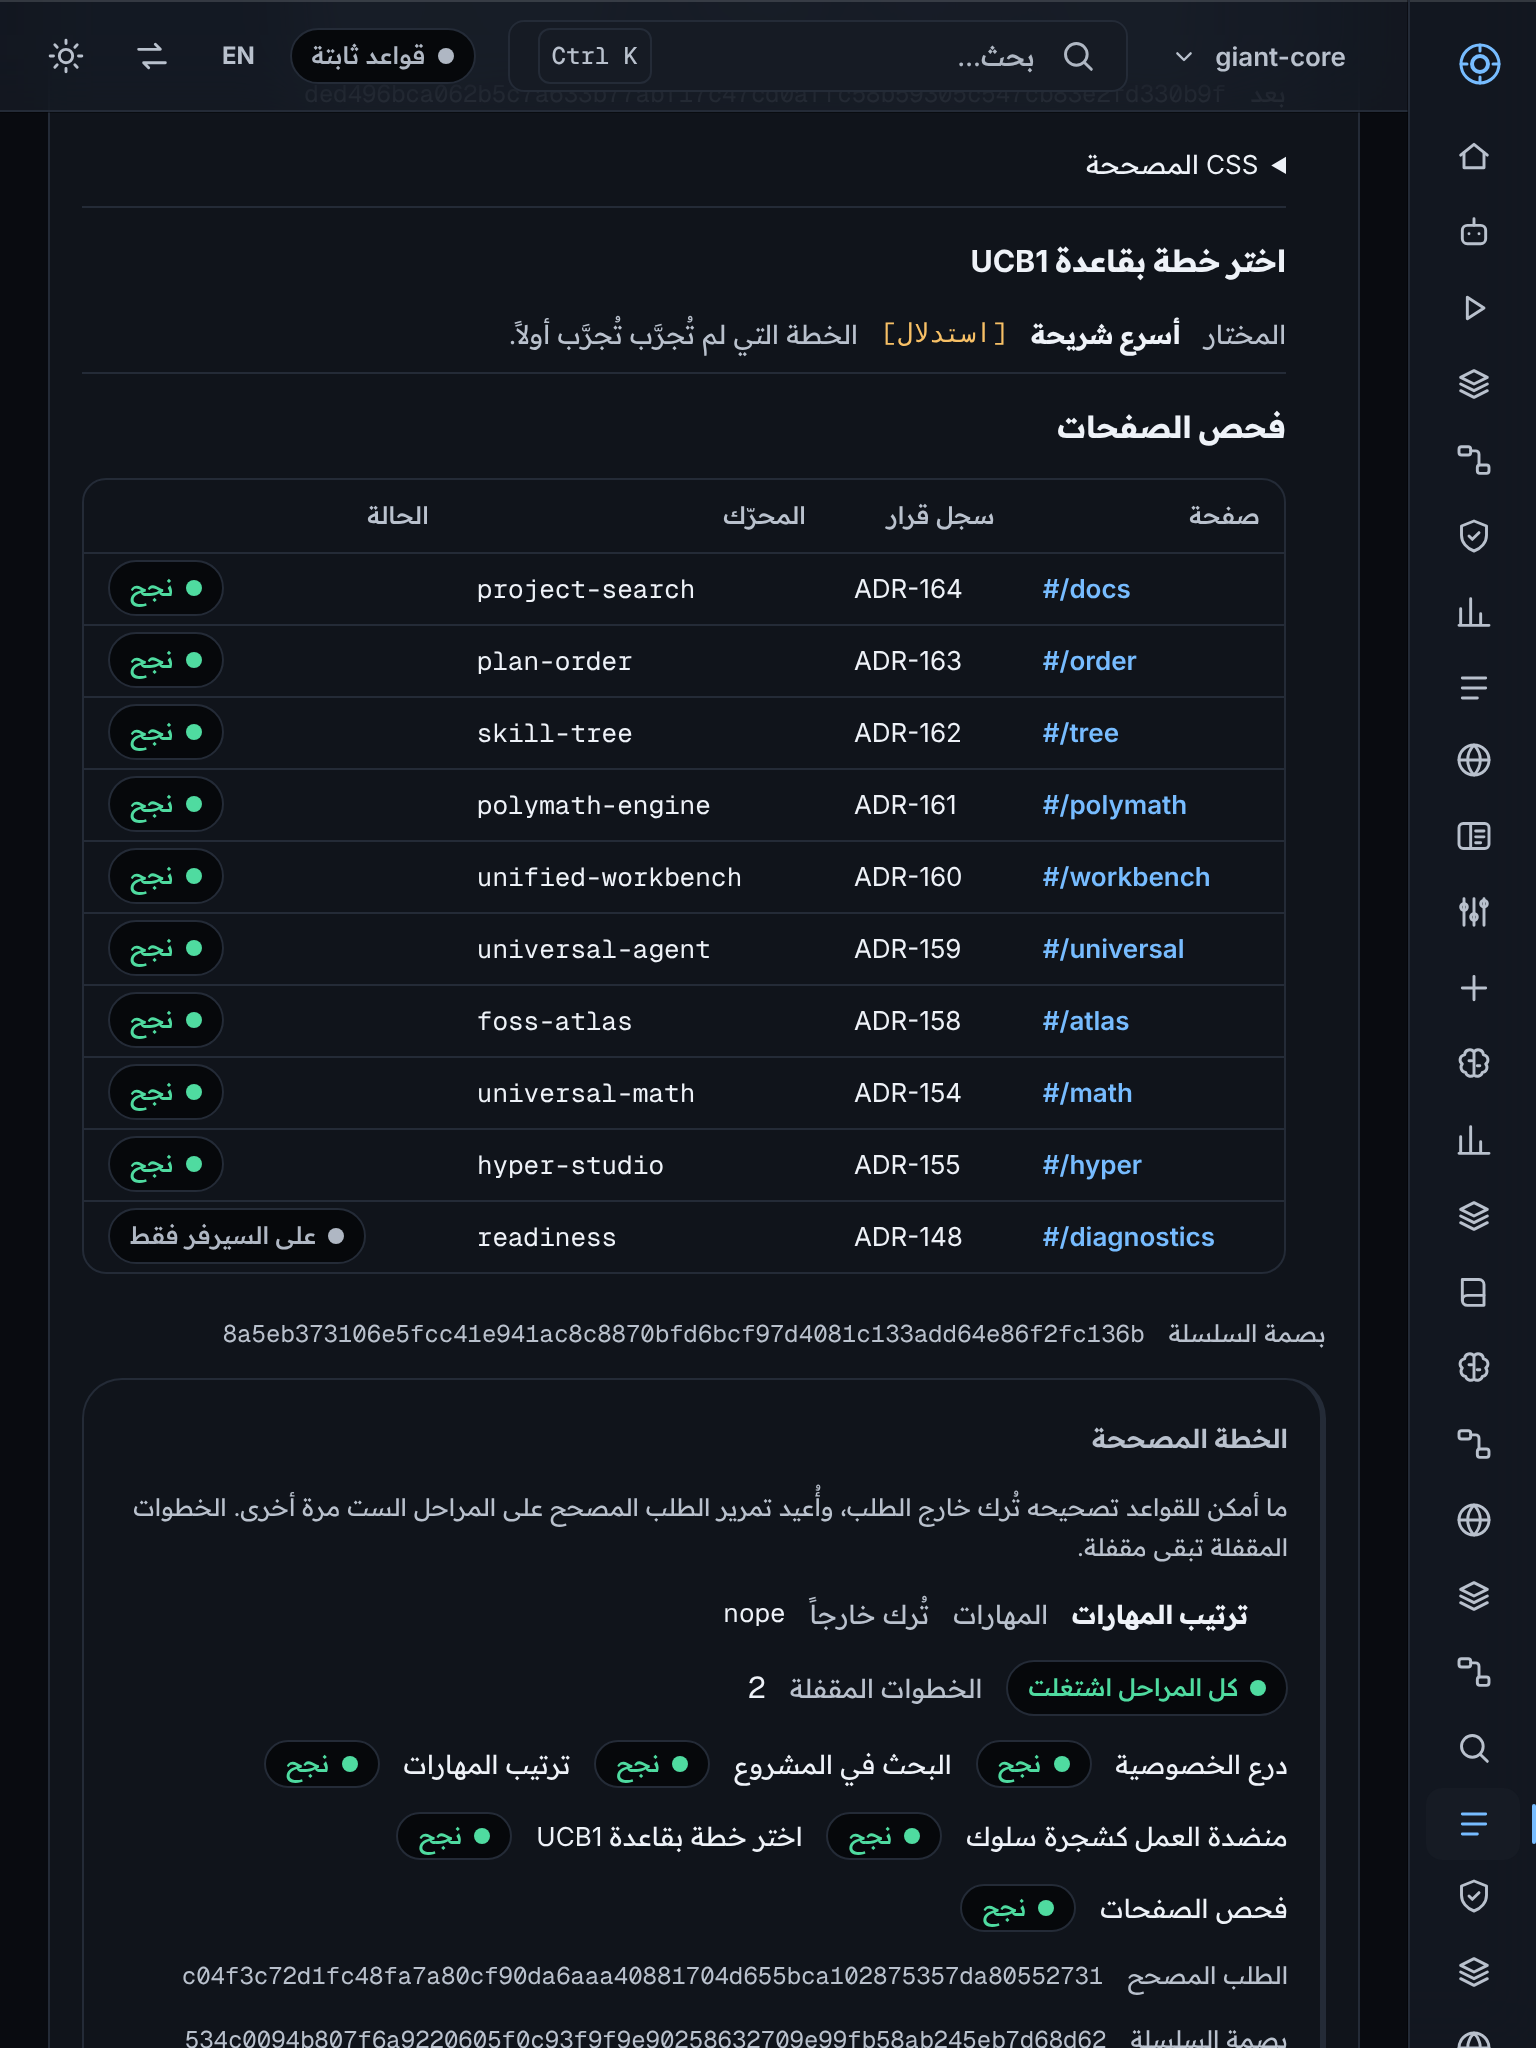 giant-core
بحث...
Ctrl K
قواعد ثابتة
EN
بعد ded496bca062b5c7a633b77abf17c47cd0a1fc58b59305c547cb83e2fd330b9f
CSS المصححة
اختر خطة بقاعدة UCB1
المختار أسرع شريحة [استدلال] الخطة التي لم تُجرَّب تُجرَّب أولاً.
فحص الصفحات
صفحة سجل قرار المحرّك الحالة
#/docs ADR-164 project-search نجح
#/order ADR-163 plan-order نجح
#/tree ADR-162 skill-tree نجح
#/polymath ADR-161 polymath-engine نجح
#/workbench ADR-160 unified-workbench نجح
#/universal ADR-159 universal-agent نجح
#/atlas ADR-158 foss-atlas نجح
#/math ADR-154 universal-math نجح
#/hyper ADR-155 hyper-studio نجح
#/diagnostics ADR-148 readiness على السيرفر فقط
بصمة السلسلة 8a5eb373106e5fcc41e941ac8c8870bfd6bcf97d4081c133add64e86f2fc136b
الخطة المصححة
ما أمكن للقواعد تصحيحه تُرك خارج الطلب، وأُعيد تمرير الطلب المصحح على المراحل الست مرة أخرى. الخطوات
المقفلة تبقى مقفلة.
ترتيب المهارات المهارات تُرك خارجاً nope
كل المراحل اشتغلت الخطوات المقفلة 2
درع الخصوصية نجح البحث في المشروع نجح ترتيب المهارات نجح
منضدة العمل كشجرة سلوك نجح اختر خطة بقاعدة UCB1 نجح
فحص الصفحات نجح
الطلب المصحح c04f3c72d1fc48fa7a80cf90da6aaa40881704d655bca102875357da80552731
بصمة السلسلة 534c0094b807f6a9220605f0c93f9f9e90258632709e99fb58ab245eb7d68d62